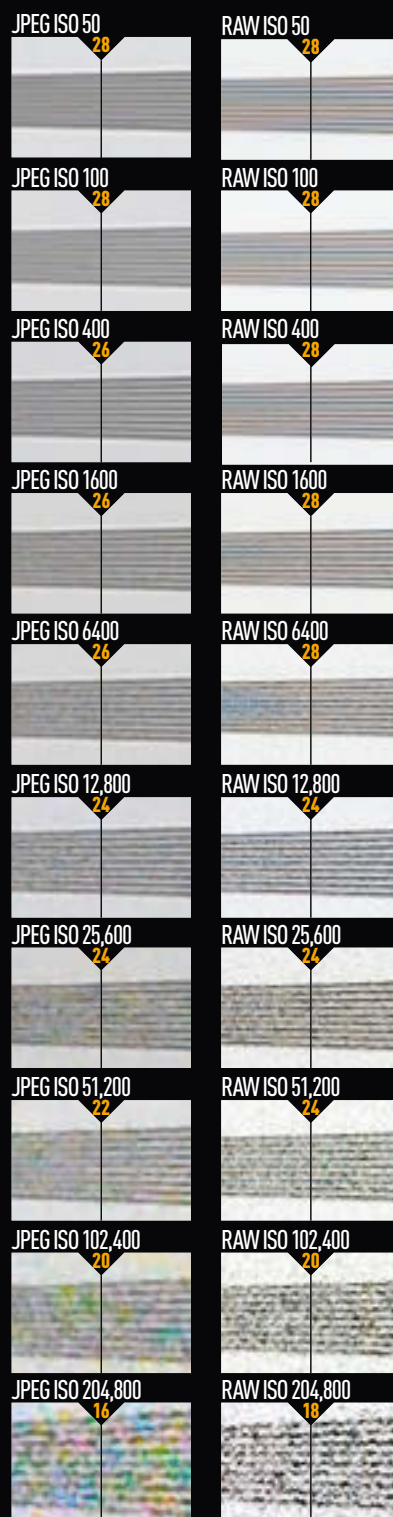 JPEG ISO 50
28
RAW ISO 50
28
JPEG ISO 100
28
RAW ISO 100
28
JPEG ISO 400
26
RAW ISO 400
28
JPEG ISO 1600
26
RAW ISO 1600
28
JPEG ISO 6400
26
RAW ISO 6400
28
JPEG ISO 12,800
24
RAW ISO 12,800
24
JPEG ISO 25,600
24
RAW ISO 25,600
24
JPEG ISO 51,200
22
RAW ISO 51,200
24
JPEG ISO 102,400
20
RAW ISO 102,400
20
JPEG ISO 204,800
16
RAW ISO 204,800
18